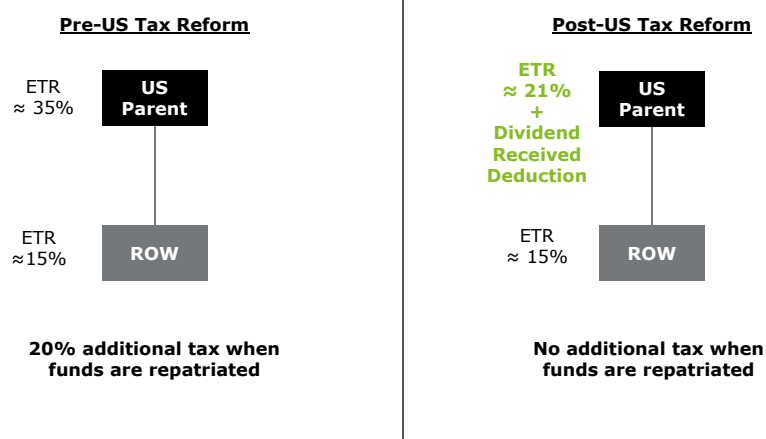 Pre-US Tax Reform
ETR
≈ 35%
US
Parent
ETR
≈15%
ROW
20% additional tax when
funds are repatriated
Post-US Tax Reform
ETR
≈ 21%
+
Dividend
Received
Deduction
US
Parent
ETR
≈ 15%
ROW
No additional tax when
funds are repatriated